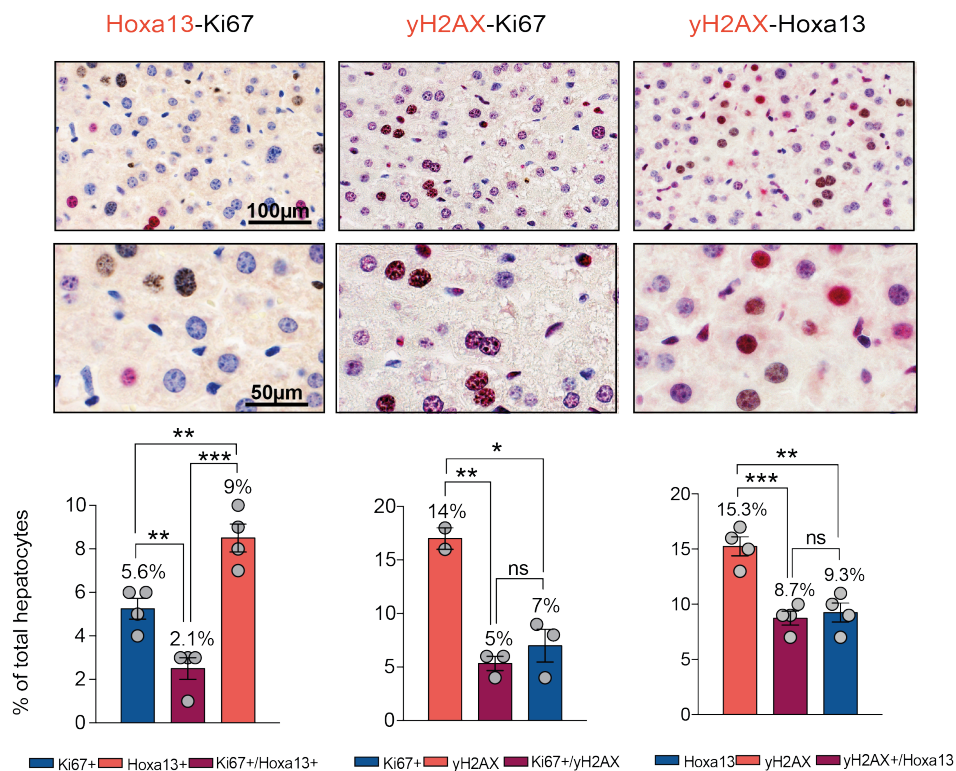 Hoxa13-Ki67
yH2AX-Ki67
yH2AX-Hoxa13
100µm
50µm
% of total hepatocytes
10
8
6
4
2
0
5.6%
2.1%
9%
**
***
**
20
15
10
5
0
14%
5%
7%
*
**
ns
20
15
10
5
0
15.3%
8.7%
9.3%
**
***
ns
Ki67+ Hoxa13+ Ki67+/Hoxa13+
Ki67+ yH2AX Ki67+/yH2AX
Hoxa13 yH2AX yH2AX+/Hoxa13